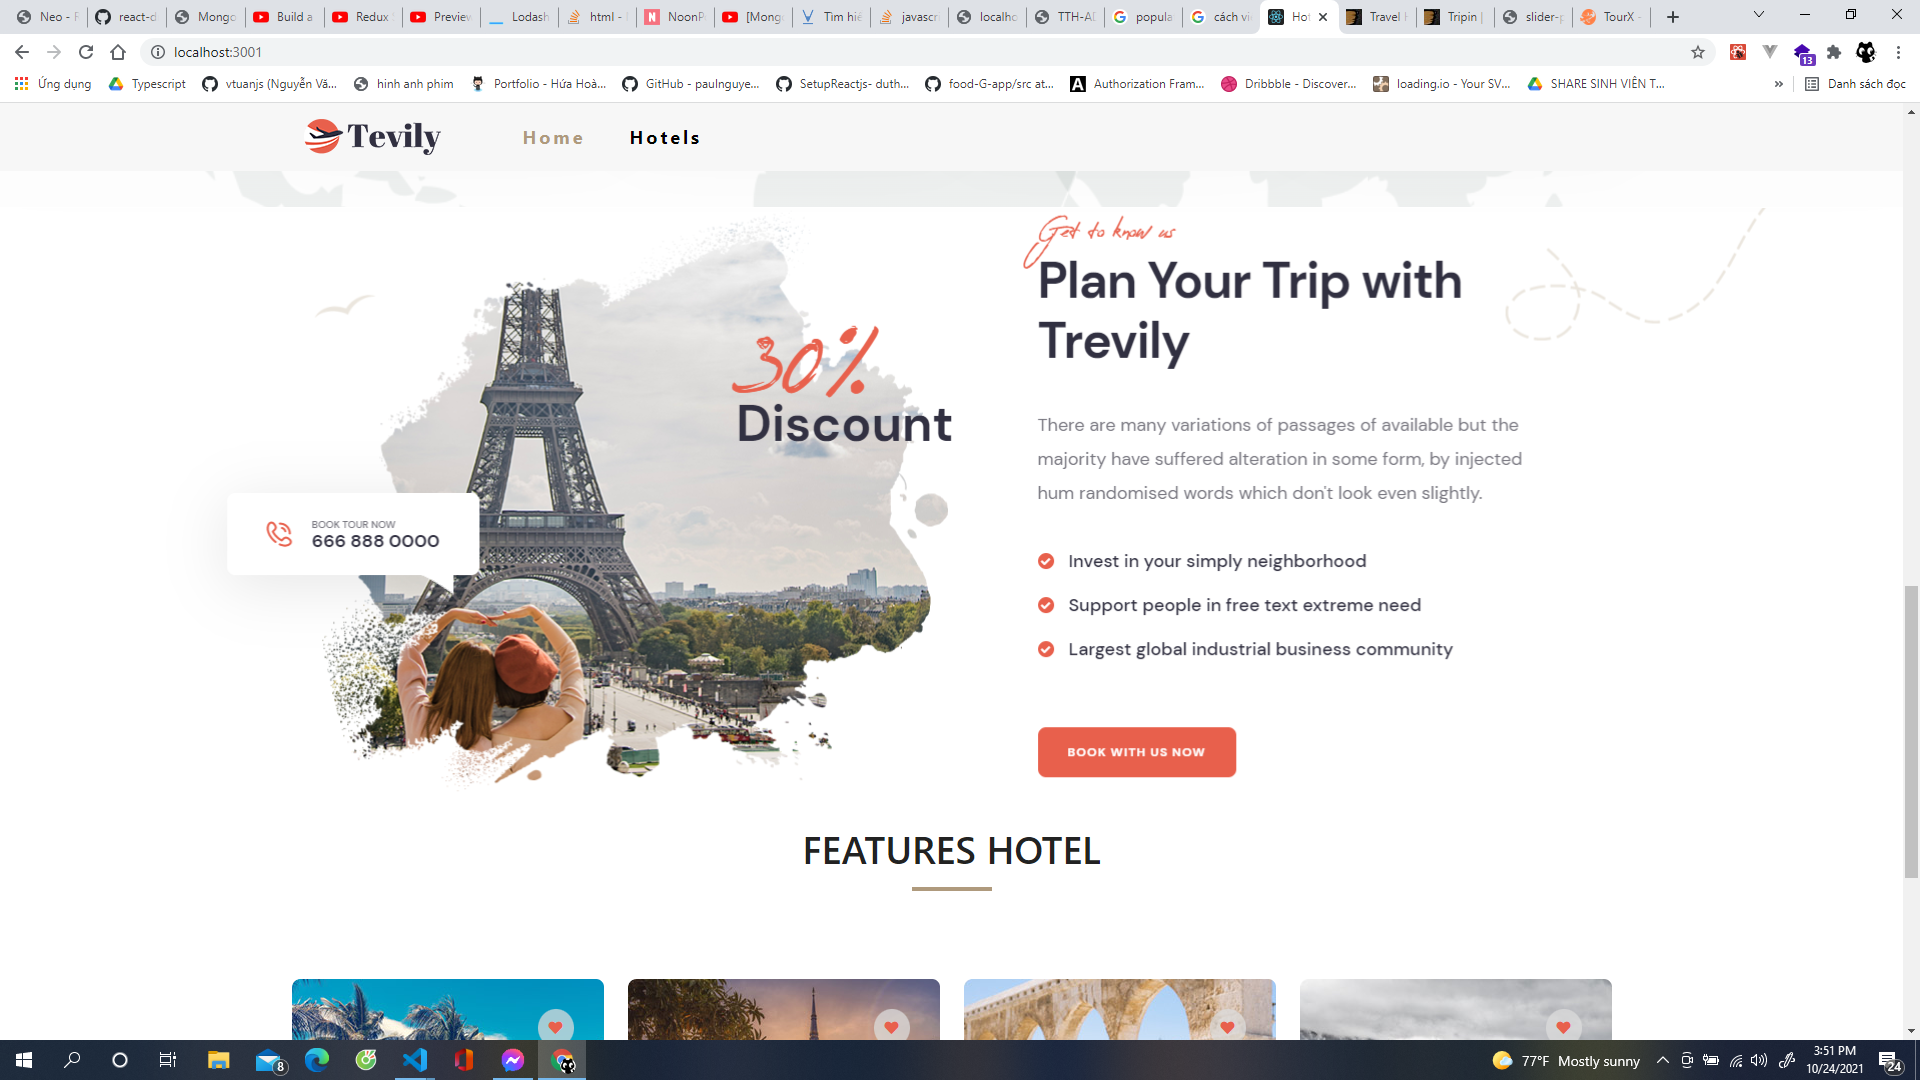 Neo - F
react-d
Mongo
Build a
Redux
Preview
Lodash
html -
NoonP
[Mong
Tìm hiể
javascr
localho
TTH-A
popula
cách vi
Hot
Travel
Tripin |
slider-p
TourX -
localhost:3001
13
Ứng dụng
Typescript
vtuanjs (Nguyễn Vă...
hinh anh phim
Portfolio - Hứa Hoà...
GitHub - paulnguye...
SetupReactjs- duth...
food-G-app/src at...
Authorization Fram...
Dribbble - Discover...
loading.io - Your SV...
SHARE SINH VIÊN T...
»
Danh sách đọc
Tevily
Home
Hotels
Get to know us
Plan Your Trip with
Trevily
30%
Discount
There are many variations of passages of available but the
majority have suffered alteration in some form, by injected
hum randomised words which don't look even slightly.
BOOK TOUR NOW
666 888 0000
Invest in your simply neighborhood
Support people in free text extreme need
Largest global industrial business community
BOOK WITH US NOW
FEATURES HOTEL
8
77°F Mostly sunny
3:51 PM
10/24/2021
24